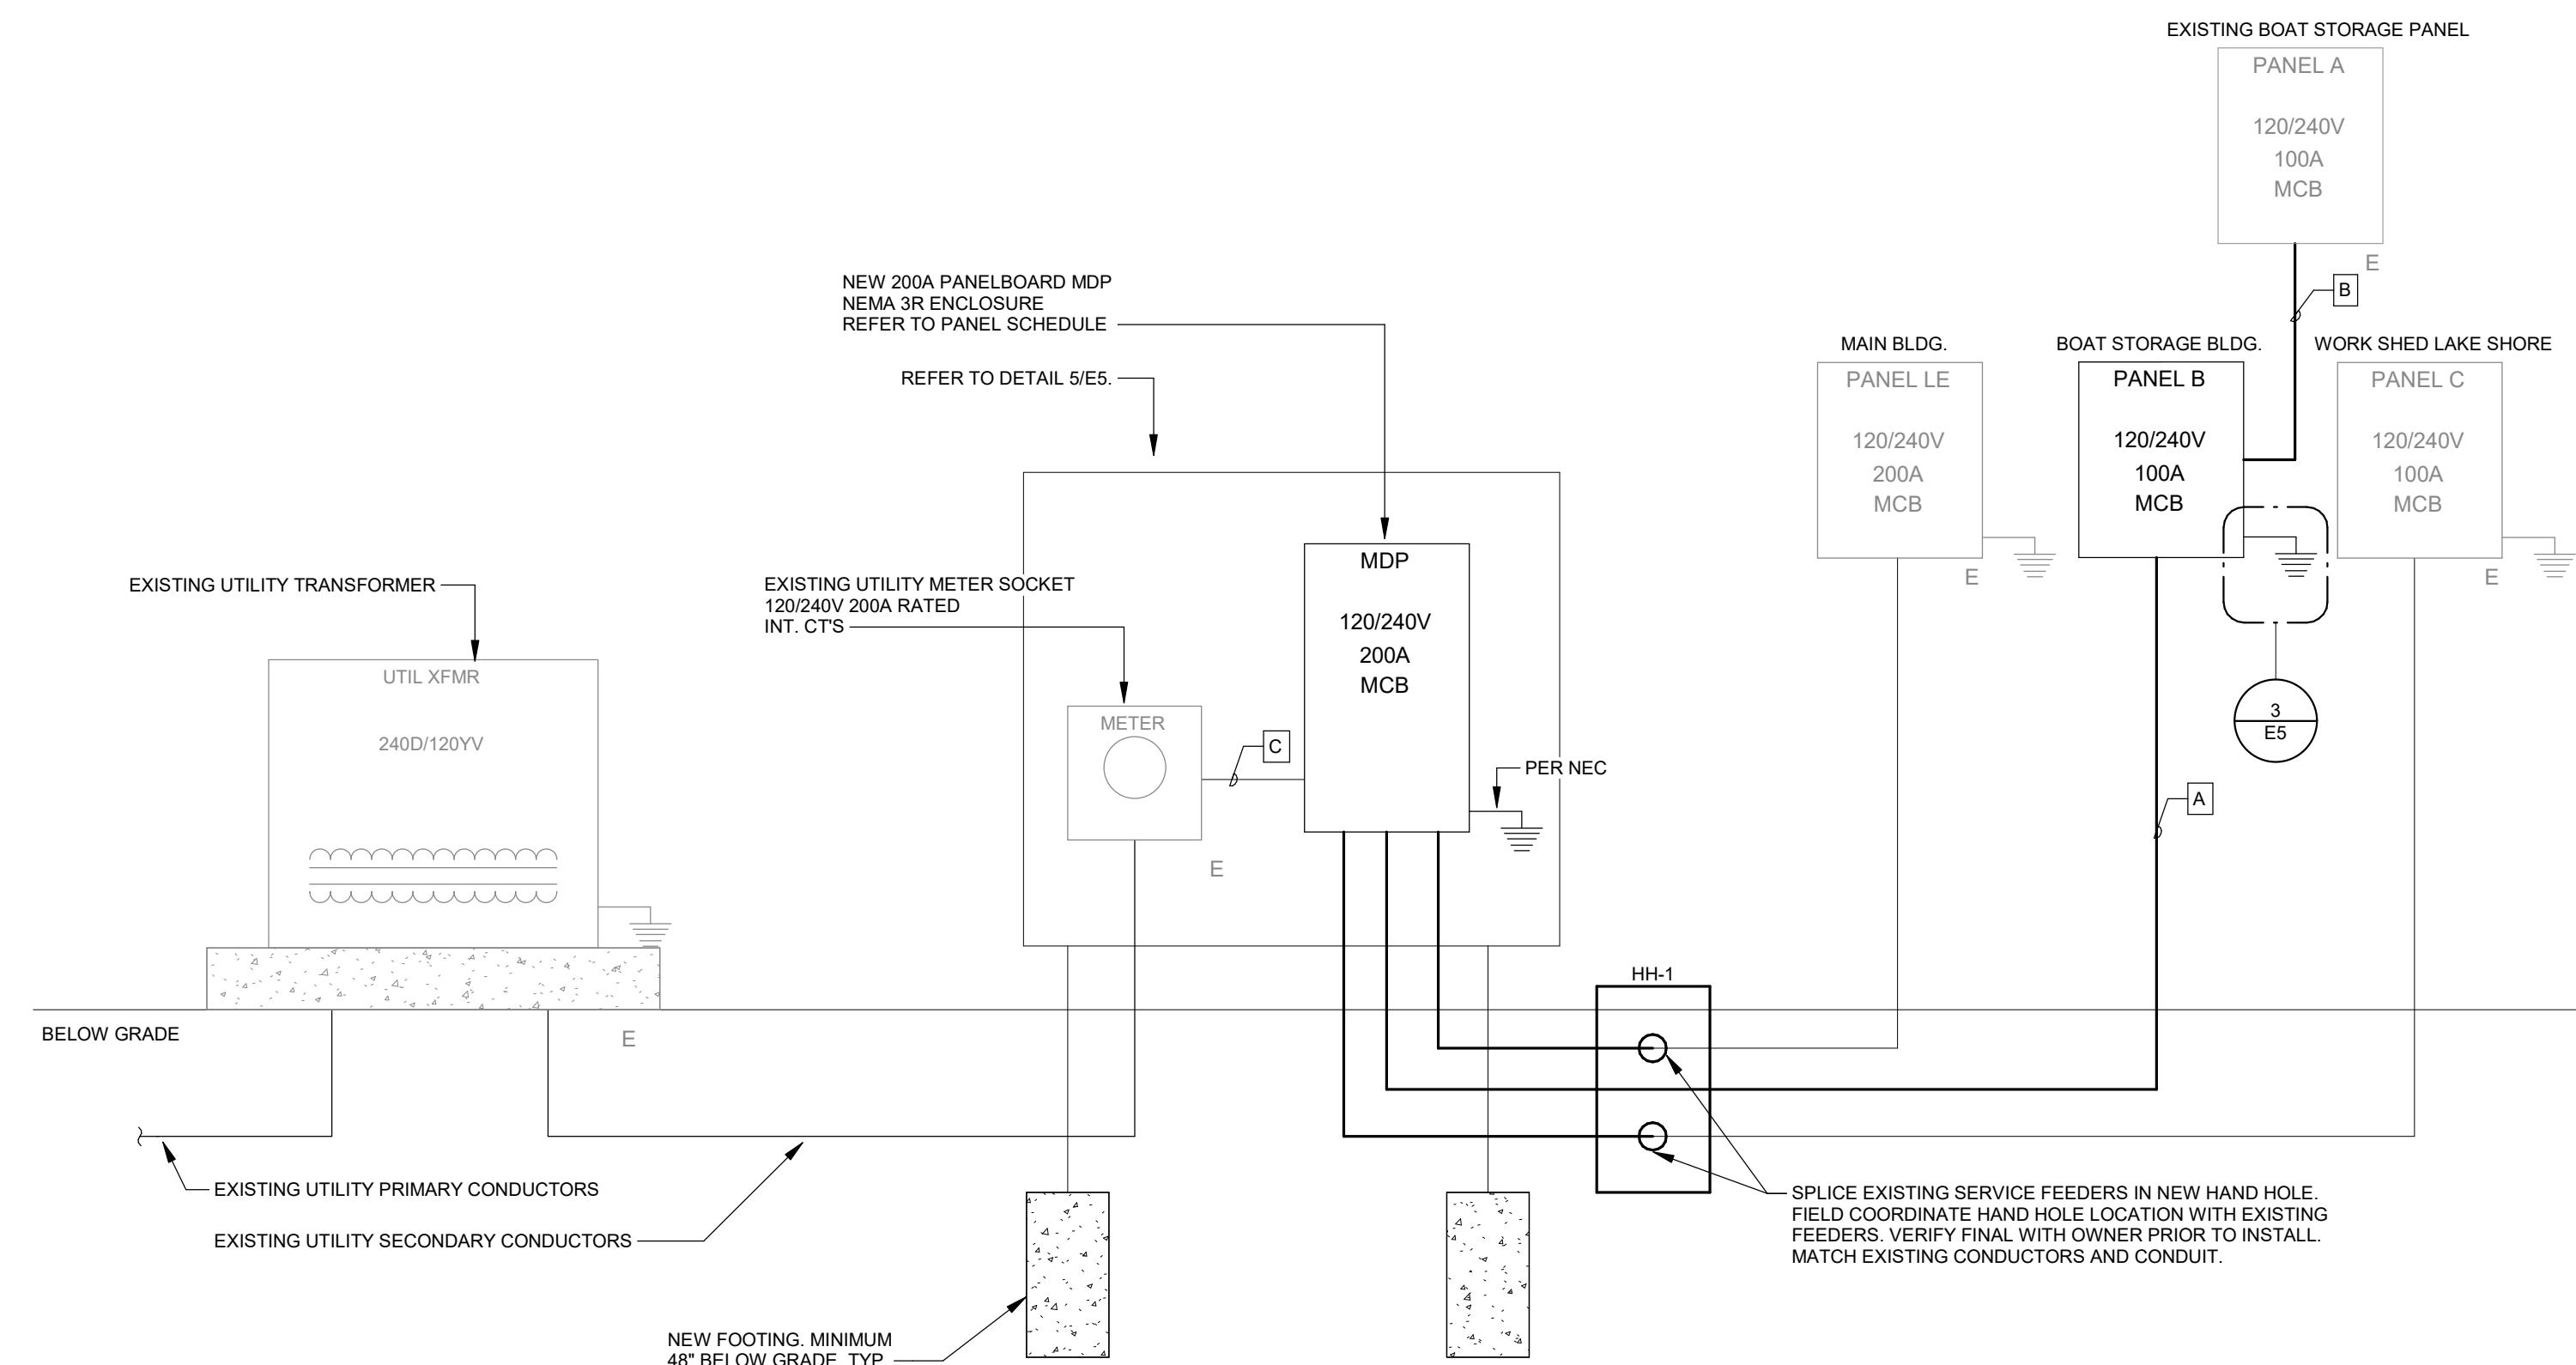 EXISTING BOAT STORAGE PANEL
PANEL A
120/240V
100A
MCB
E
B
NEW 200A PANELBOARD MDP
NEMA 3R ENCLOSURE
REFER TO PANEL SCHEDULE
REFER TO DETAIL 5/E5.
MAIN BLDG.
PANEL LE
120/240V
200A
MCB
E
BOAT STORAGE BLDG.
PANEL B
120/240V
100A
MCB
WORK SHED LAKE SHORE
PANEL C
120/240V
100A
MCB
E
3
E5
A
EXISTING UTILITY TRANSFORMER
UTIL XFMR
240D/120YV
E
EXISTING UTILITY METER SOCKET
120/240V 200A RATED
INT. CT'S
METER
E
C
MDP
120/240V
200A
MCB
PER NEC
HH-1
BELOW GRADE
EXISTING UTILITY PRIMARY CONDUCTORS
EXISTING UTILITY SECONDARY CONDUCTORS
SPLICE EXISTING SERVICE FEEDERS IN NEW HAND HOLE.
FIELD COORDINATE HAND HOLE LOCATION WITH EXISTING
FEEDERS. VERIFY FINAL WITH OWNER PRIOR TO INSTALL.
MATCH EXISTING CONDUCTORS AND CONDUIT.
NEW FOOTING. MINIMUM
48" BELOW GRADE. TYP